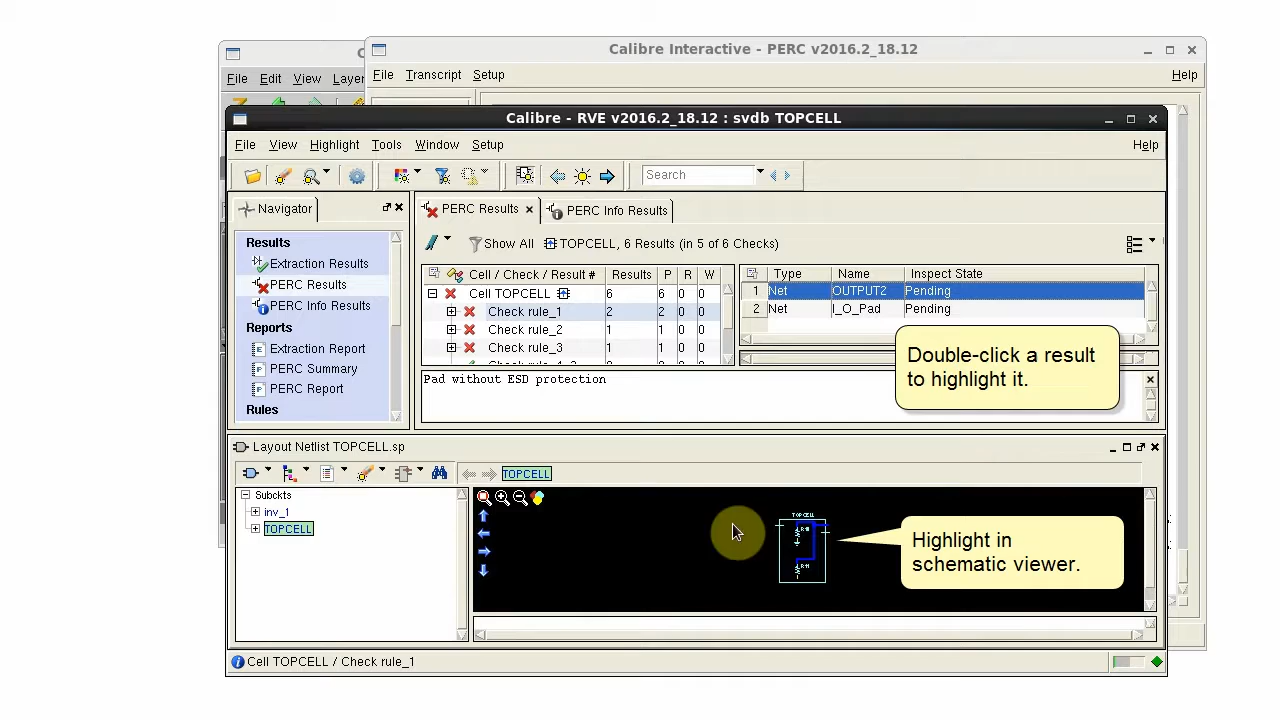 Calibre Interactive - PERC v2016.2_18.12
File Edit View Layer
File Transcript Setup Help
Calibre - RVE v2016.2_18.12 : svdb TOPCELL
File View Highlight Tools Window Setup Help
Search
Navigator
PERC Results
PERC Info Results
Show All TOPCELL, 6 Results (in 5 of 6 Checks)
Results
Extraction Results
PERC Results
PERC Info Results
Reports
Extraction Report
PERC Summary
PERC Report
Rules
Cell / Check / Result # Results P R W
Cell TOPCELL 6 6 0 0
Check rule_1 2 2 0 0
Check rule_2 1 1 0 0
Check rule_3 1 1 0 0
Type Name Inspect State
1 Net OUTPUT2 Pending
2 Net I_O_Pad Pending
Double-click a result
to highlight it.
Pad without ESD protection
Layout Netlist TOPCELL.sp
TOPCELL
Subckts
inv_1
TOPCELL
TOPCELL
Highlight in
schematic viewer.
Cell TOPCELL / Check rule_1